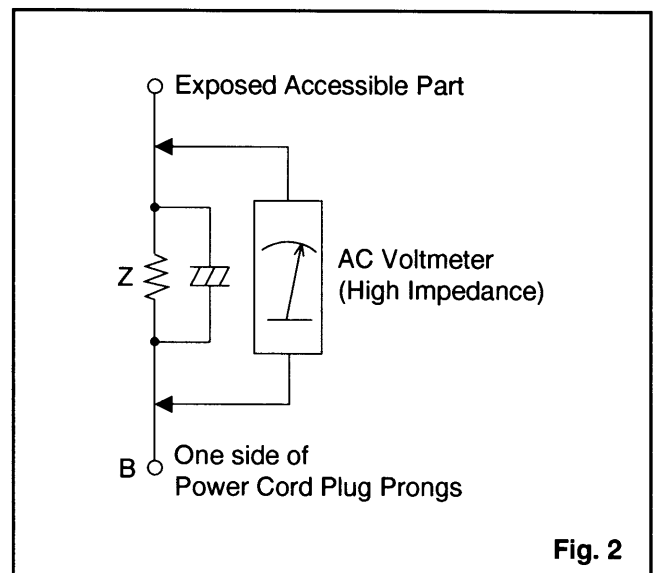 Exposed Accessible Part
Z
AC Voltmeter
(High Impedance)
B
One side of
Power Cord Plug Prongs
Fig. 2